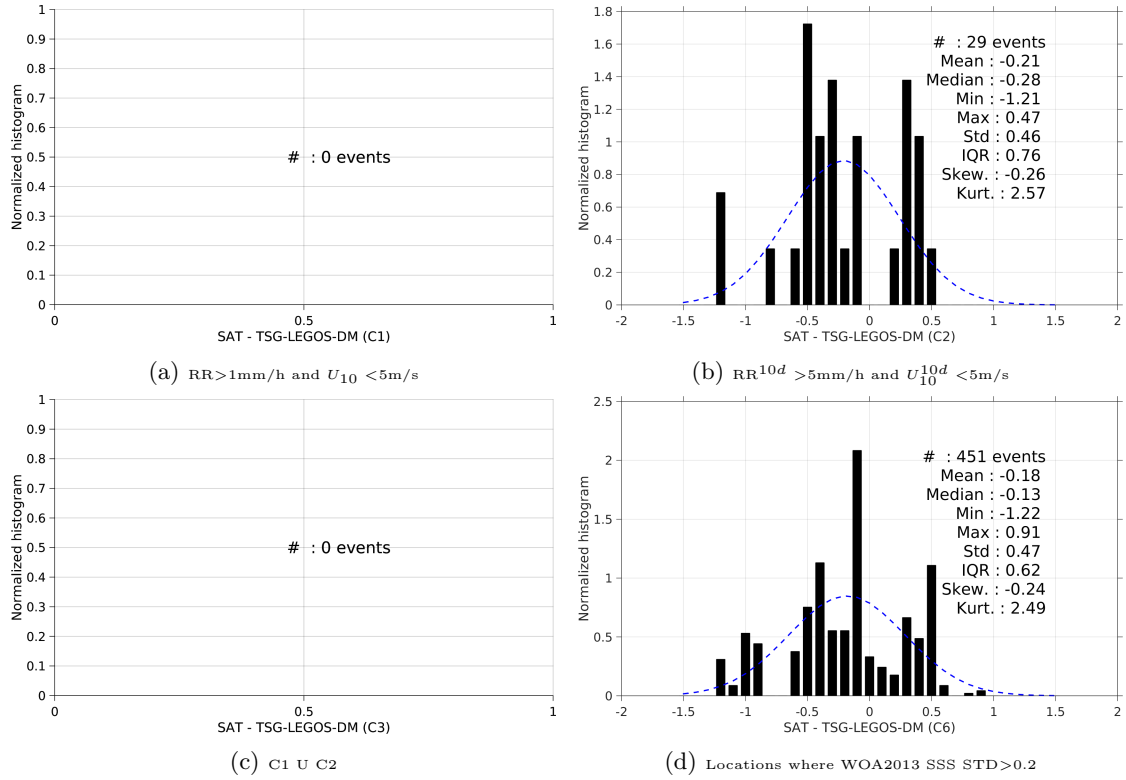 1
0.9
0.8
0.7
0.6
0.5
0.4
0.3
0.2
0.1
0
Normalized histogram
# : 0 events
0 0.5 1
SAT - TSG-LEGOS-DM (C1)
(a) RR>1mm/h and U10 <5m/s
1.8
1.6
1.4
1.2
1
0.8
0.6
0.4
0.2
0
Normalized histogram
# : 29 events
Mean : -0.21
Median : -0.28
Min : -1.21
Max : 0.47
Std : 0.46
IQR : 0.76
Skew. : -0.26
Kurt. : 2.57
-2 -1.5 -1 -0.5 0 0.5 1 1.5 2
SAT - TSG-LEGOS-DM (C2)
(b) RR^10d >5mm/h and U10^10d <5m/s
1
0.9
0.8
0.7
0.6
0.5
0.4
0.3
0.2
0.1
0
Normalized histogram
# : 0 events
0 0.5 1
SAT - TSG-LEGOS-DM (C3)
(c) C1 U C2
2.5
2
1.5
1
0.5
0
Normalized histogram
# : 451 events
Mean : -0.18
Median : -0.13
Min : -1.22
Max : 0.91
Std : 0.47
IQR : 0.62
Skew. : -0.24
Kurt. : 2.49
-2 -1.5 -1 -0.5 0 0.5 1 1.5 2
SAT - TSG-LEGOS-DM (C6)
(d) Locations where WOA2013 SSS STD>0.2